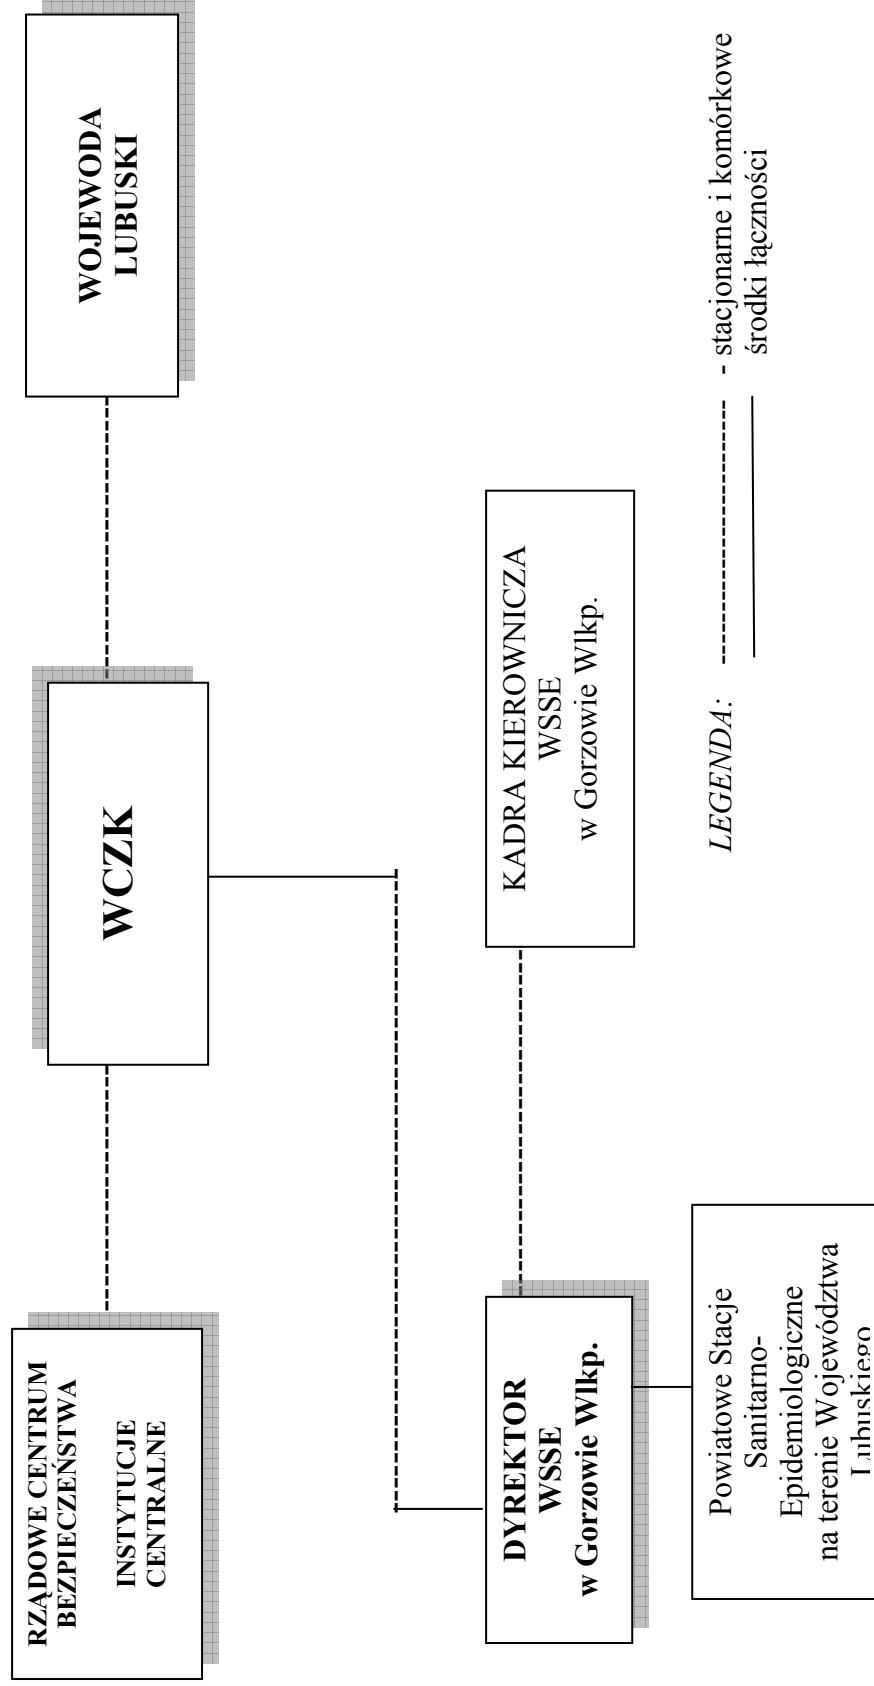 RZĄDOWE CENTRUM
BEZPIECZEŃSTWA
INSTYTUCJE
CENTRALNE
WCZK
WOJEWODA
LUBUSKI
DYREKTOR
WSSE
w Gorzowie Wlkp.
KADRA KIEROWNICZA
WSSE
w Gorzowie Wlkp.
Powiatowe Stacje
Sanitarno-
Epidemiologiczne
na terenie Województwa
Lubuskiego
LEGENDA:
- stacjonarne i komórkowe
środki łączności